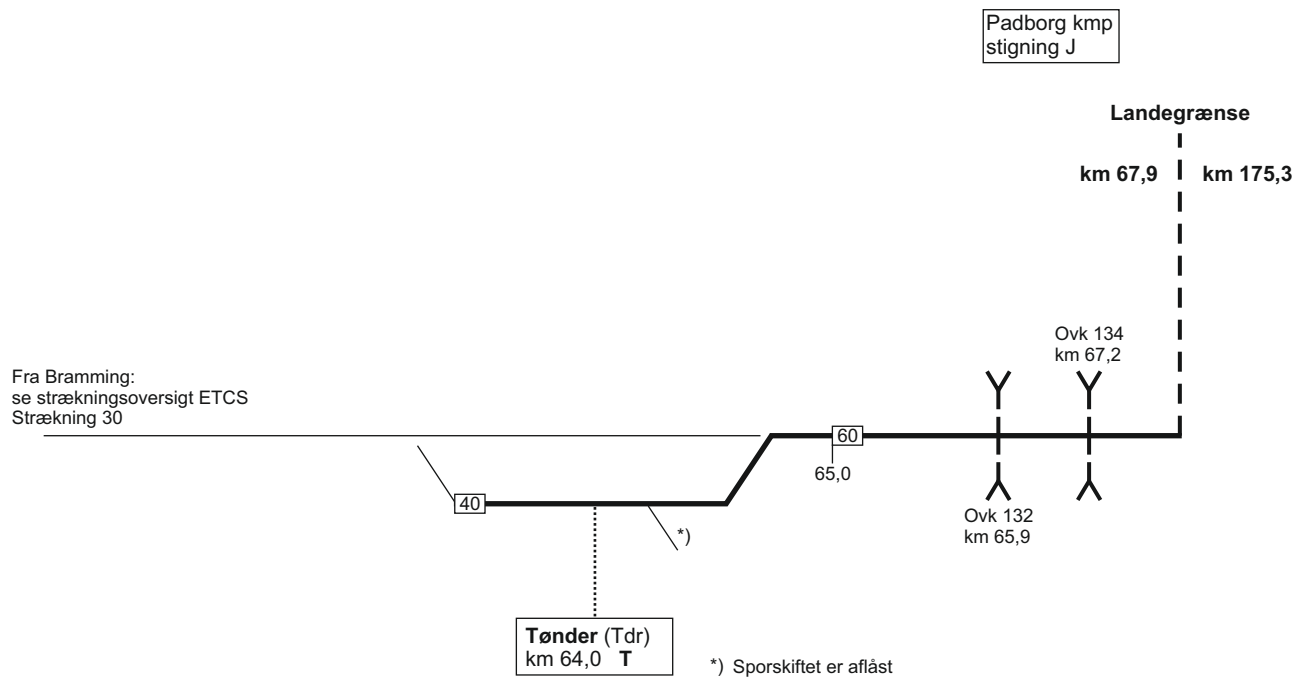 Padborg kmp
stigning J
Landegrænse
km 67,9
km 175,3
Ovk 134
km 67,2
Fra Bramming:
se strækningsoversigt ETCS
Strækning 30
60
65,0
40
*)
Ovk 132
km 65,9
Tønder (Tdr)
km 64,0 T
*) Sporskiftet er aflåst